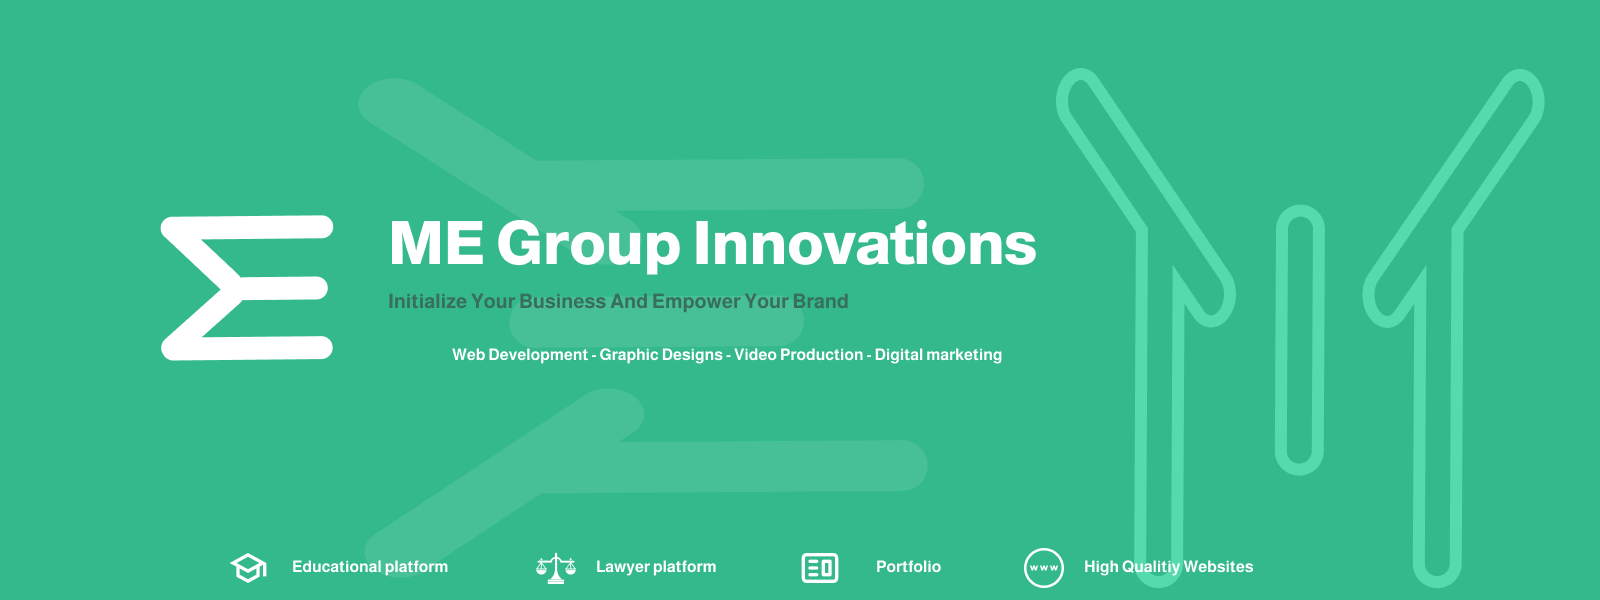 ME Group Innovations
Initialize Your Business And Empower Your Brand
Web Development - Graphic Designs - Video Production - Digital marketing
Educational platform
Lawyer platform
Portfolio
www
High Qualitiy Websites